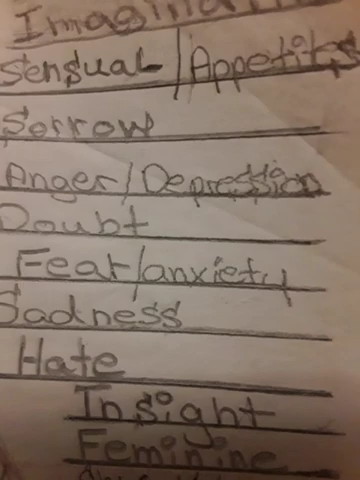 Sensual/Appetites
Sorrow
Anger/Depression
Doubt
Fear/anxiety
Sadness
Hate
Insight
Feminine